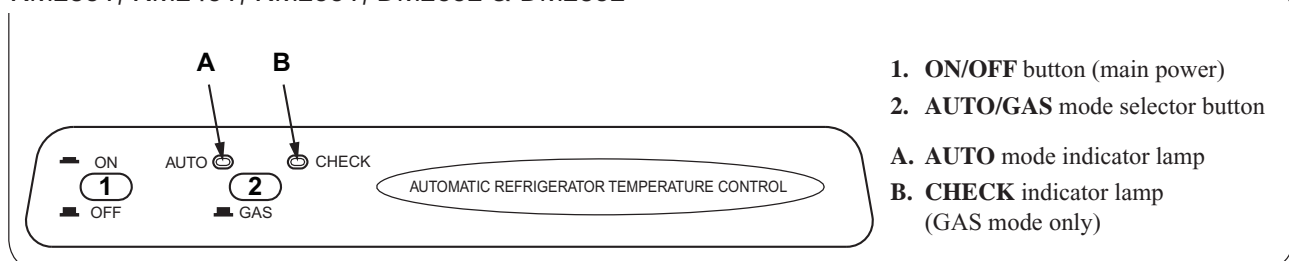 A B
ON AUTO CHECK
1 2 AUTOMATIC REFRIGERATOR TEMPERATURE CONTROL
OFF GAS
1. ON/OFF button (main power)
2. AUTO/GAS mode selector button
A. AUTO mode indicator lamp
B. CHECK indicator lamp
(GAS mode only)